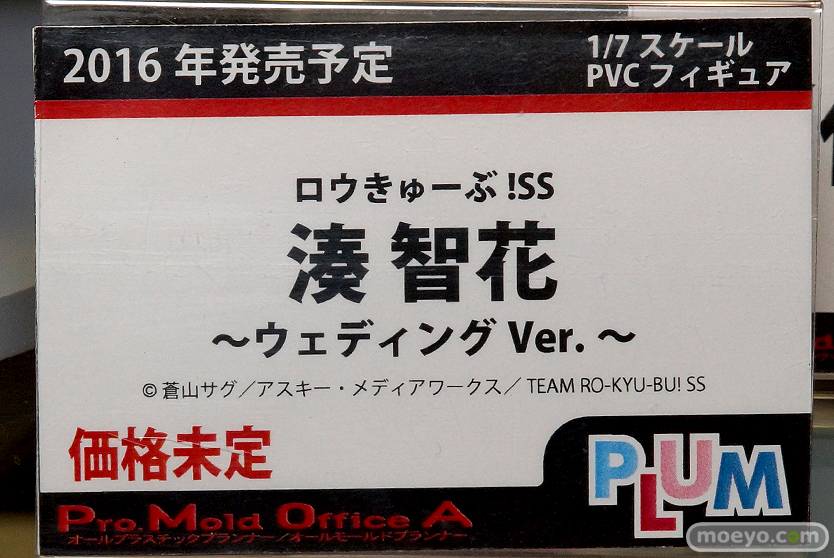 2016 年発売予定
1/7 スケール
PVC フィギュア
ロウきゅーぶ !SS
湊 智花
～ウェディング Ver. ～
© 蒼山サグ／アスキー・メディアワークス／ TEAM RO-KYU-BU! SS
価格未定
PLUM
Pro.Mold Office A
オールプラスチックプランナー／オールモールドプランナー
moeyo.com